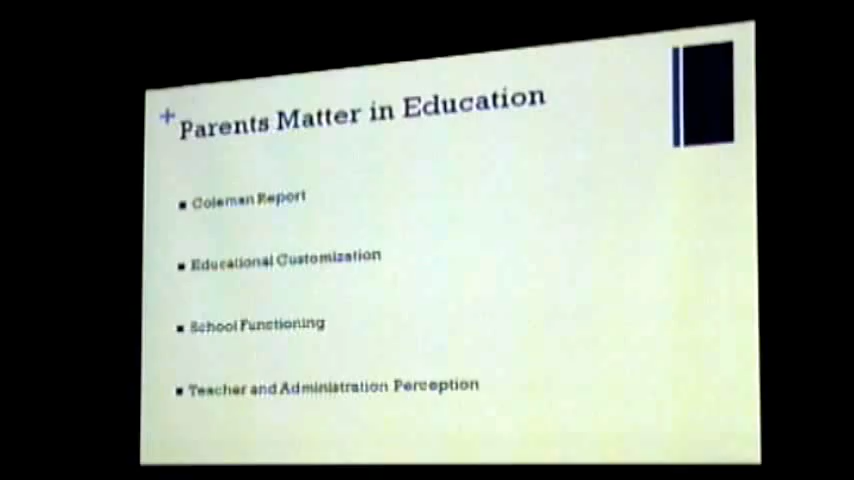 + Parents Matter in Education
■ Coleman Report
■ Educational Customization
■ School Functioning
■ Teacher and Administration Perception